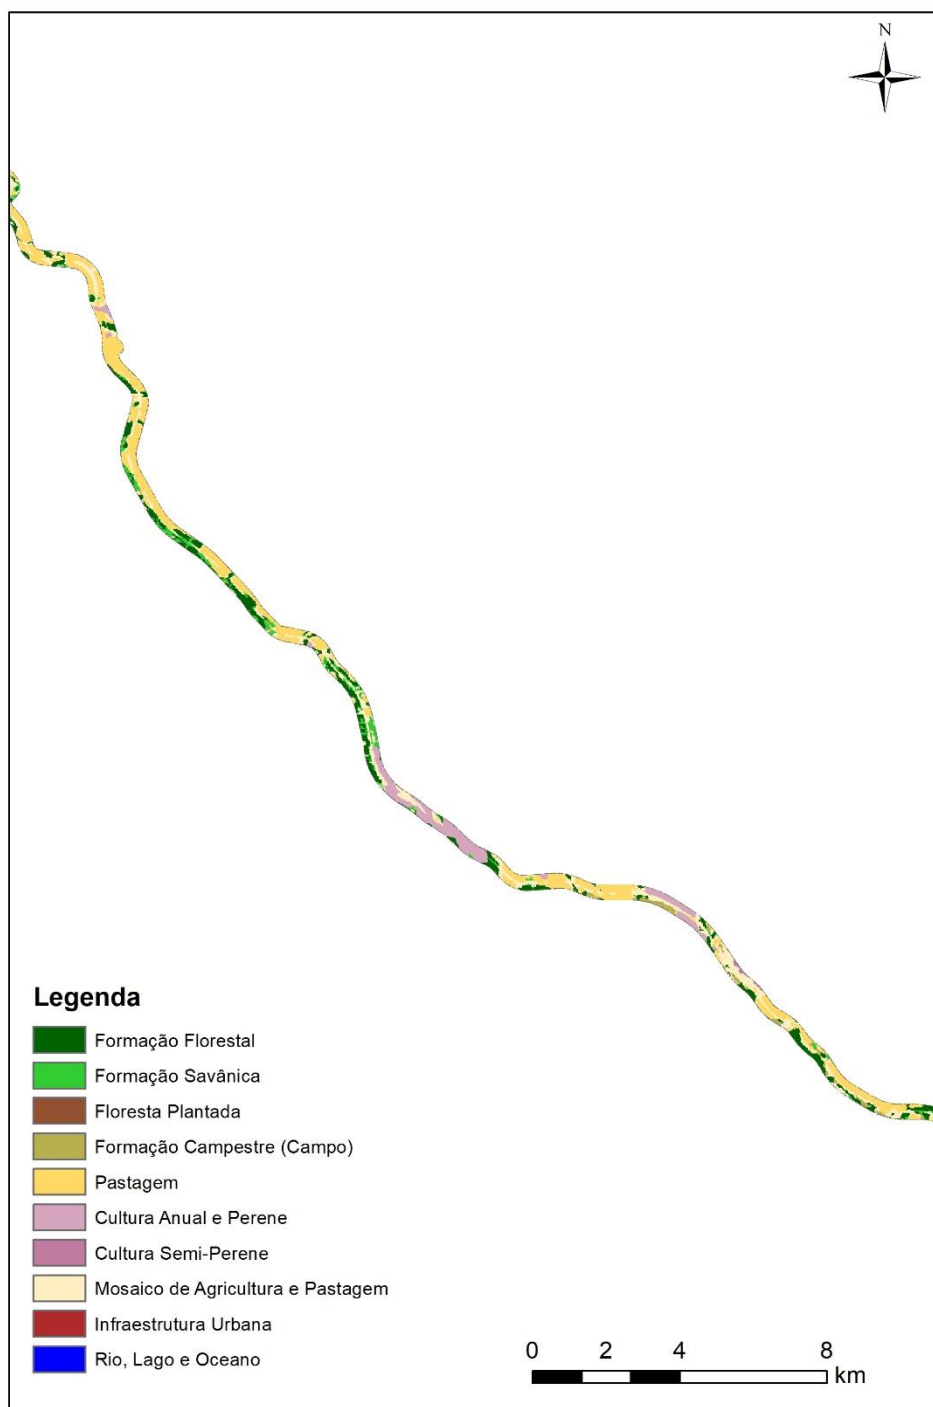 N
Legenda
Formação Florestal
Formação Savânica
Floresta Plantada
Formação Campestre (Campo)
Pastagem
Cultura Anual e Perene
Cultura Semi-Perene
Mosaico de Agricultura e Pastagem
Infraestrutura Urbana
Rio, Lago e Oceano
0 2 4 8
km